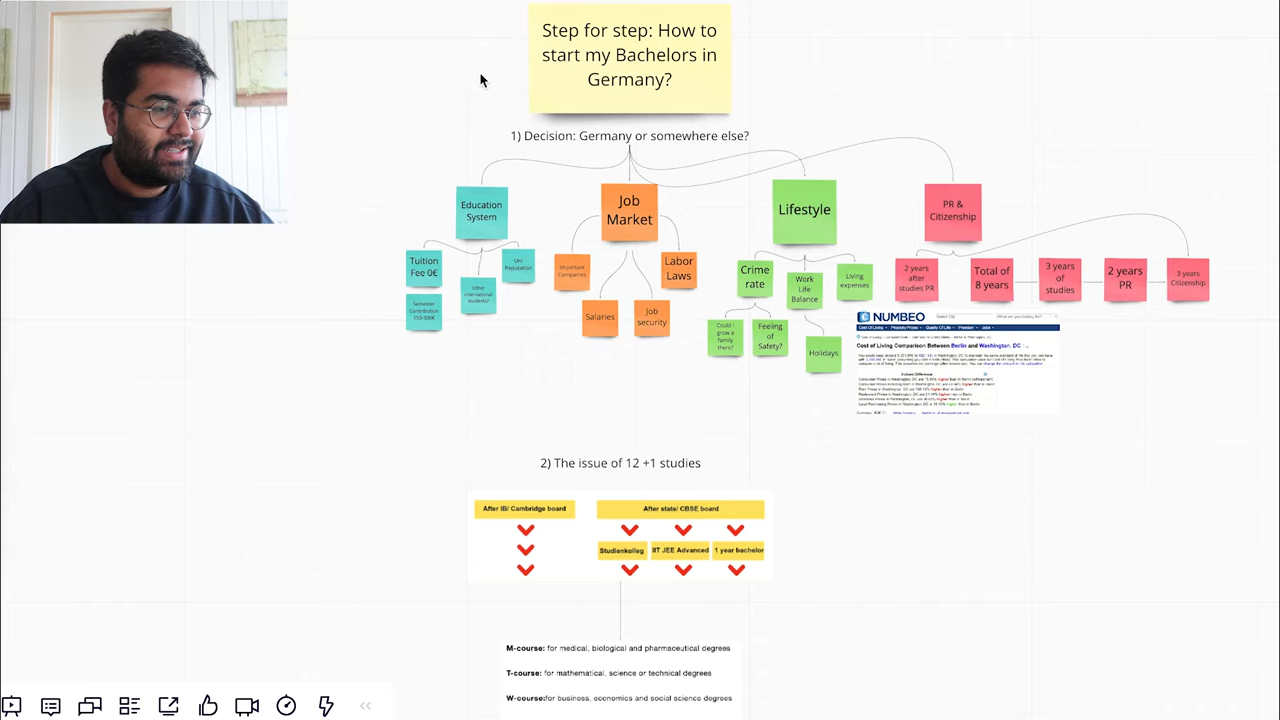 Step for step: How to
start my Bachelors in
Germany?
1) Decision: Germany or somewhere else?
Education
System
Job
Market
Lifestyle
PR &
Citizenship
Tuition
Fee 0€
Uni
Reputation
Other
international
students?
Semester
Contribution
150-300€
Important
Companies
Labor
Laws
Salaries
Job
security
Crime
rate
Work
Life
Balance
Living
expenses
Could I
grow a
family
there?
Feeling
of
Safety?
Holidays
2 years
after
studies PR
Total of
8 years
3 years
of
studies
2 years
PR
3 years
Citizenship
NUMBEO
Cost of Living Comparison Between Berlin and Washington, DC
2) The issue of 12 +1 studies
After IB/ Cambridge board
After state/ CBSE board
Studienkolleg
IIT JEE Advanced
1 year bachelor
M-course: for medical, biological and pharmaceutical degrees
T-course: for mathematical, science or technical degrees
W-course:for business, economics and social science degrees